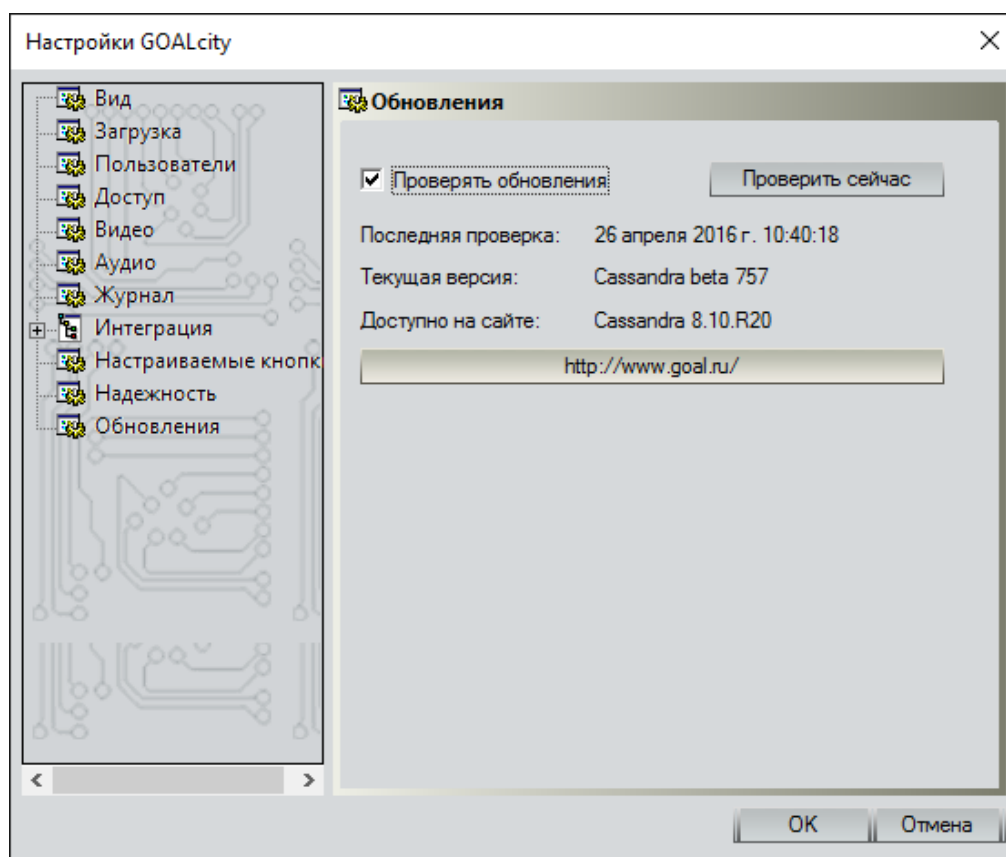 Настройки GOALcity
Вид
Загрузка
Пользователи
Доступ
Видео
Аудио
Журнал
Интеграция
Настраиваемые кнопк
Надежность
Обновления
Обновления
Проверять обновления
Проверить сейчас
Последняя проверка: 26 апреля 2016 г. 10:40:18
Текущая версия: Cassandra beta 757
Доступно на сайте: Cassandra 8.10.R20
http://www.goal.ru/
OK
Отмена